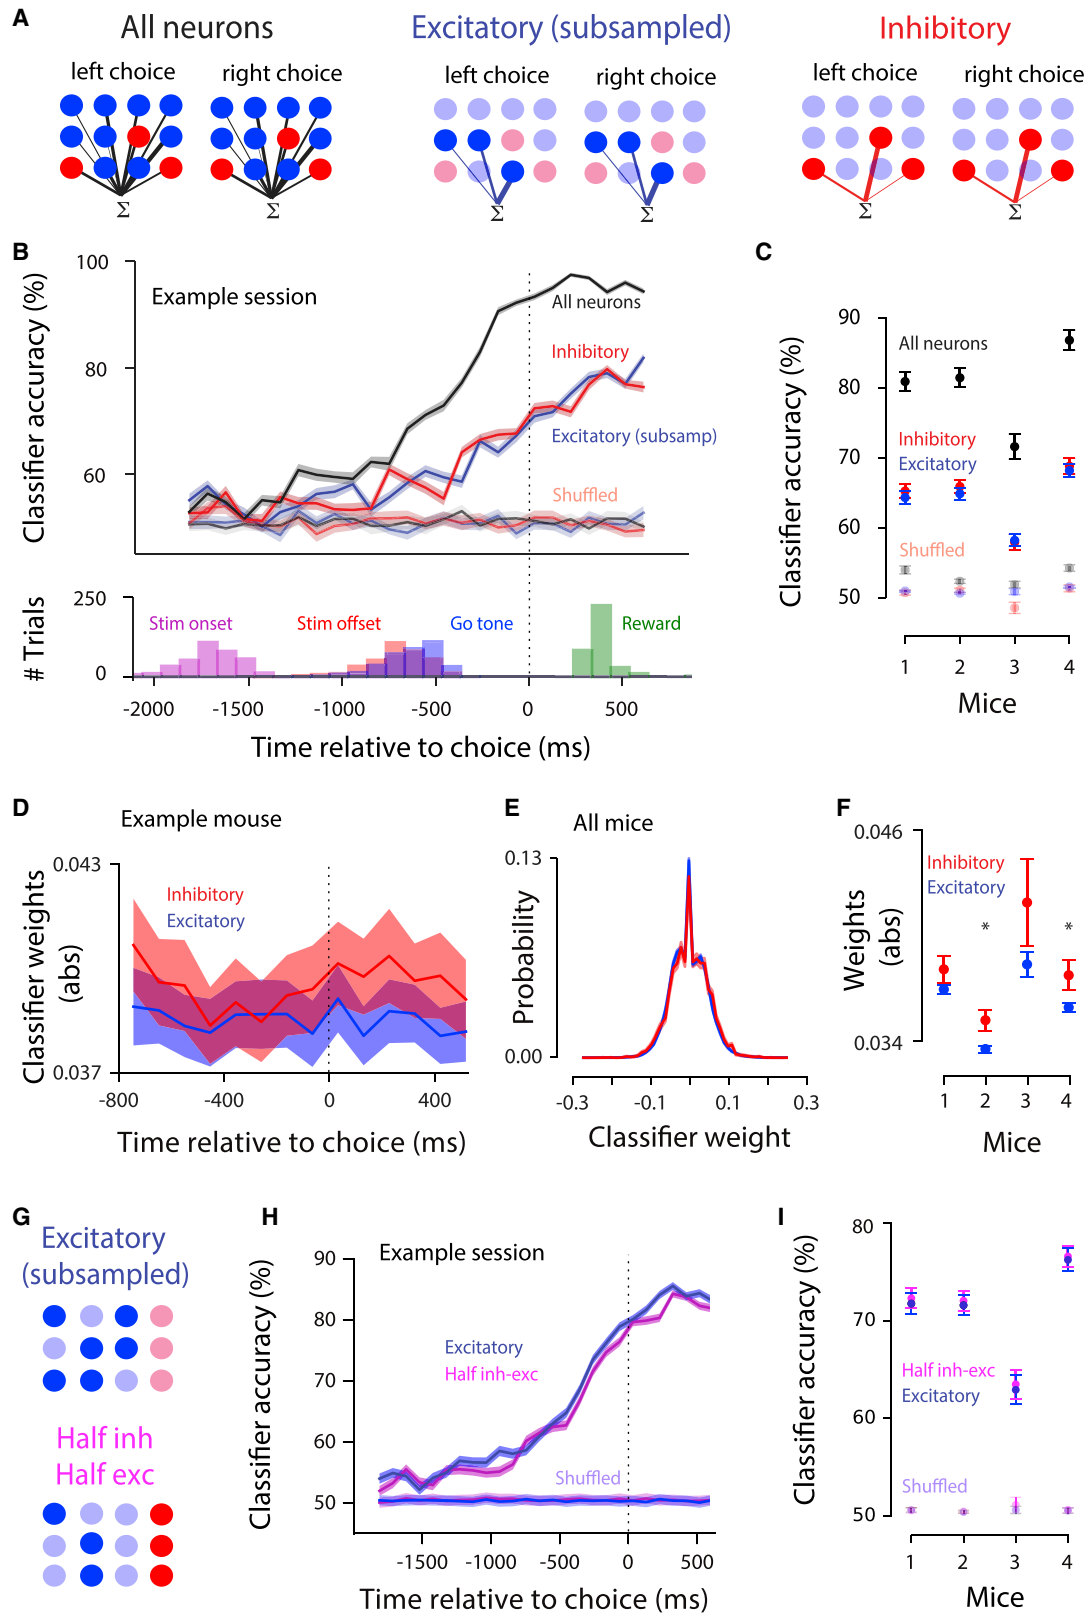 A
All neurons
Excitatory (subsampled)
Inhibitory
left choice
right choice
left choice
right choice
left choice
right choice
Σ
Σ
Σ
Σ
Σ
Σ
B
Classifier accuracy (%)
100
80
60
Example session
All neurons
Inhibitory
Excitatory (subsamp)
Shuffled
# Trials
250
0
Stim onset
Stim offset
Go tone
Reward
-2000
-1500
-1000
-500
0
500
Time relative to choice (ms)
C
Classifier accuracy (%)
90
80
70
60
50
All neurons
Inhibitory
Excitatory
Shuffled
1
2
3
4
Mice
D
Example mouse
Classifier weights
(abs)
0.043
0.037
Inhibitory
Excitatory
-800
-400
0
400
Time relative to choice (ms)
E
All mice
Probability
0.13
0.00
-0.3
-0.1
0.1
0.3
Classifier weight
F
Weights
(abs)
0.046
0.034
Inhibitory
Excitatory
*
*
1
2
3
4
Mice
G
Excitatory
(subsampled)
Half inh
Half exc
H
Example session
Classifier accuracy (%)
90
80
70
60
50
Excitatory
Half inh-exc
Shuffled
-1500
-1000
-500
0
500
Time relative to choice (ms)
I
Classifier accuracy (%)
80
70
60
50
Half inh-exc
Excitatory
Shuffled
1
2
3
4
Mice